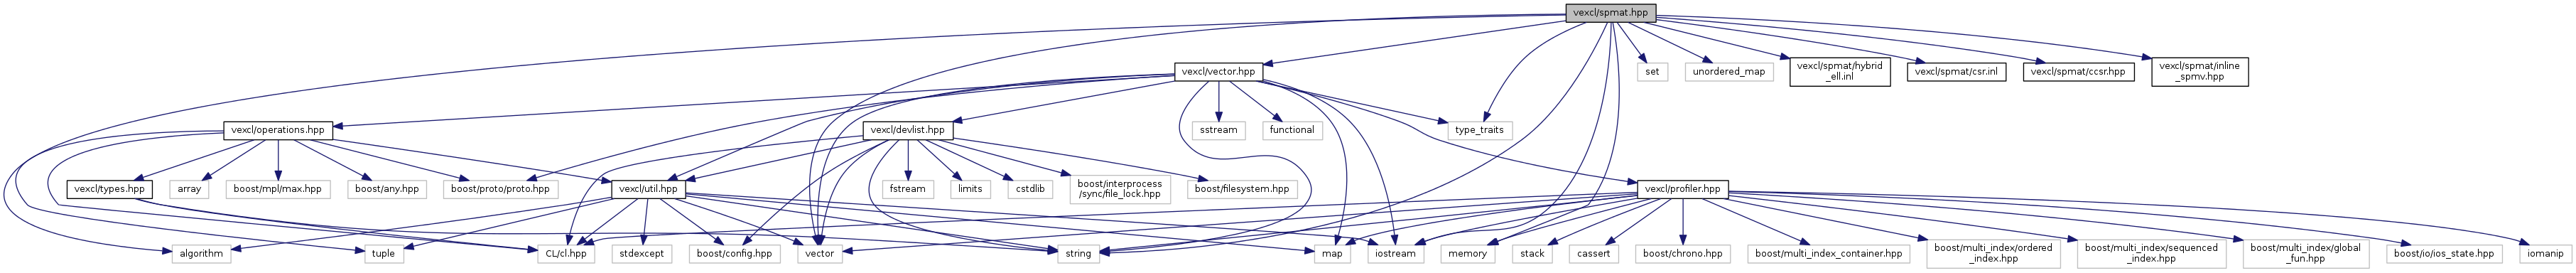 vexcl/spmat.hpp
vexcl/vector.hpp
set
unordered_map
vexcl/spmat/hybrid
_ell.inl
vexcl/spmat/csr.inl
vexcl/spmat/ccsr.hpp
vexcl/spmat/inline
_spmv.hpp
vexcl/operations.hpp
vexcl/devlist.hpp
sstream
functional
type_traits
vexcl/types.hpp
array
boost/mpl/max.hpp
boost/any.hpp
boost/proto/proto.hpp
vexcl/util.hpp
fstream
limits
cstdlib
boost/interprocess
/sync/file_lock.hpp
boost/filesystem.hpp
vexcl/profiler.hpp
algorithm
tuple
CL/cl.hpp
stdexcept
boost/config.hpp
vector
string
map
iostream
memory
stack
cassert
boost/chrono.hpp
boost/multi_index_container.hpp
boost/multi_index/ordered
_index.hpp
boost/multi_index/sequenced
_index.hpp
boost/multi_index/global
_fun.hpp
boost/io/ios_state.hpp
iomanip